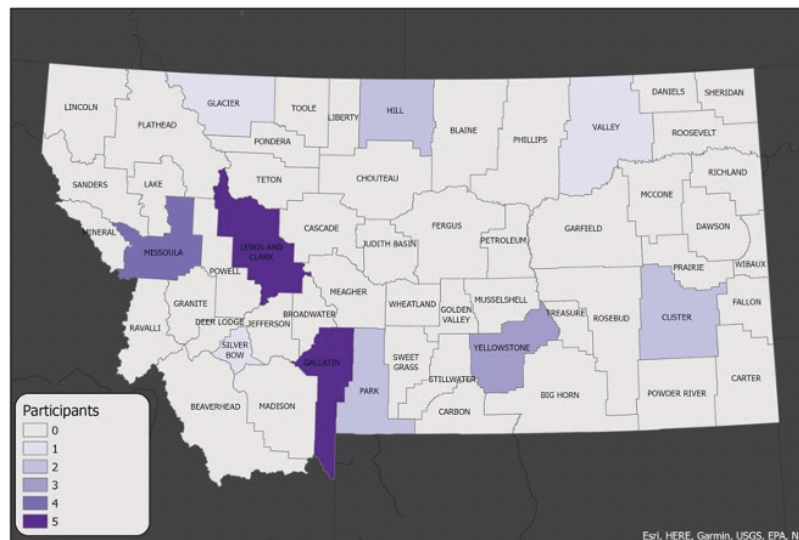 DANIELS
SHERIDAN
GLACIER
TOOLE
LIBERTY
HILL
LINCOLN
FLATHEAD
BLAINE
PHILLIPS
VALLEY
ROOSEVELT
PONDERA
TETON
CHOUTEAU
RICHLAND
SANDERS
LAKE
MCCONE
CASCADE
FERGUS
GARFIELD
DAWSON
MINERAL
MISSOULA
LEWIS AND
CLARK
JUDITH BASIN
PETROLEUM
POWELL
PRAIRIE
WIBAUX
MEAGHER
GRANITE
WHEATLAND
GOLDEN
VALLEY
MUSSELSHELL
TREASURE
ROSEBUD
CUSTER
FALLON
RAVALLI
DEER LODGE
JEFFERSON
BROADWATER
SILVER
BOW
YELLOWSTONE
GALLATIN
SWEET
GRASS
STILLWATER
PARK
BIG HORN
POWDER RIVER
CARTER
BEAVERHEAD
MADISON
CARBON
Participants
0
1
2
3
4
5
Esri, HERE, Garmin, USGS, EPA, N